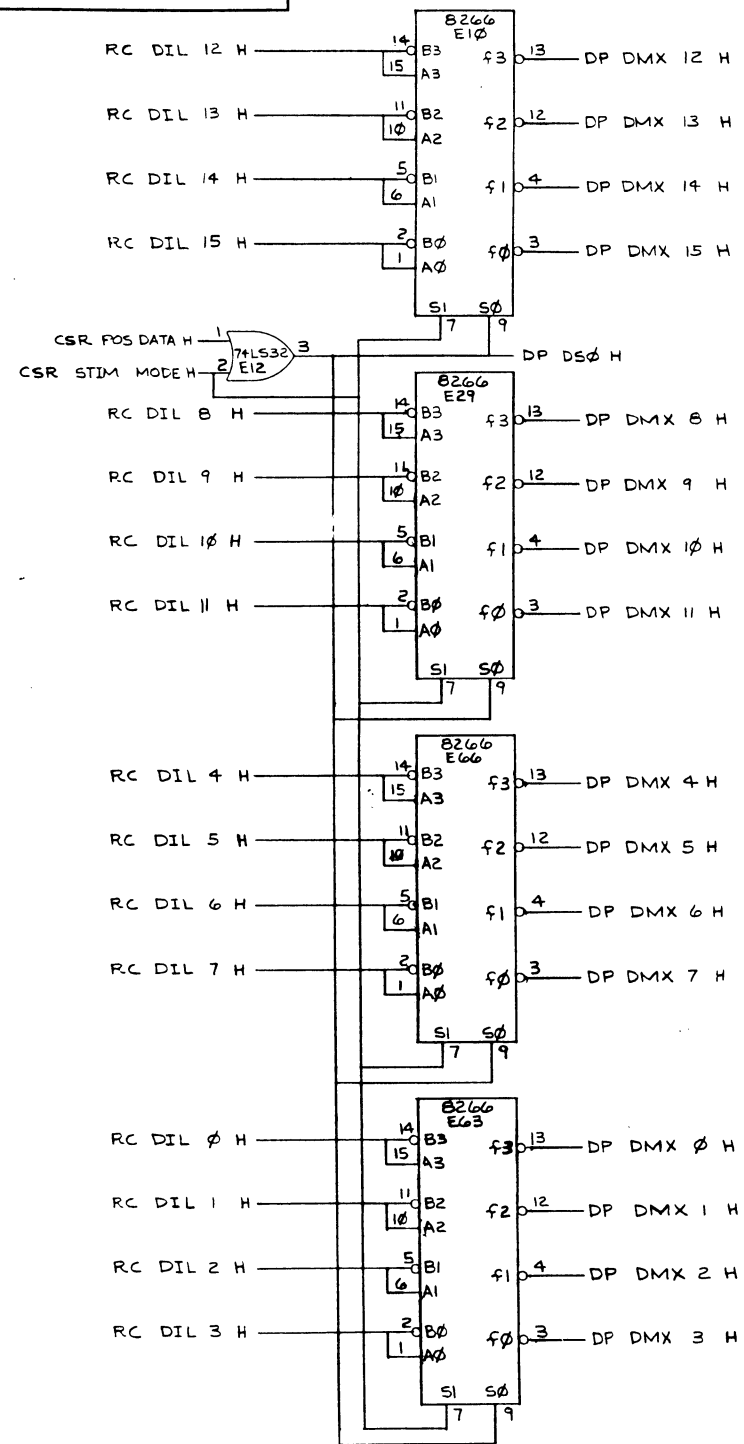 8266
E1Ø
RC DIL 12 H 14 B3 f3 13 DP DMX 12 H
15 A3
RC DIL 13 H 11 B2 f2 12 DP DMX 13 H
1Ø A2
RC DIL 14 H 5 B1 f1 4 DP DMX 14 H
6 A1
RC DIL 15 H 2 BØ fØ 3 DP DMX 15 H
1 AØ
S1 SØ
7 9
CSR POS DATA H 1 74LS32 3 DP DSØ H
CSR STIM MODE H 2 E12
8266
E29
RC DIL 8 H 14 B3 f3 13 DP DMX 8 H
15 A3
RC DIL 9 H 11 B2 f2 12 DP DMX 9 H
1Ø A2
RC DIL 1Ø H 5 B1 f1 4 DP DMX 1Ø H
6 A1
RC DIL 11 H 2 BØ fØ 3 DP DMX 11 H
1 AØ
S1 SØ
7 9
8266
E66
RC DIL 4 H 14 B3 f3 13 DP DMX 4 H
15 A3
RC DIL 5 H 11 B2 f2 12 DP DMX 5 H
1Ø A2
RC DIL 6 H 5 B1 f1 4 DP DMX 6 H
6 A1
RC DIL 7 H 2 BØ fØ 3 DP DMX 7 H
1 AØ
S1 SØ
7 9
8266
E63
RC DIL Ø H 14 B3 f3 13 DP DMX Ø H
15 A3
RC DIL 1 H 11 B2 f2 12 DP DMX 1 H
1Ø A2
RC DIL 2 H 5 B1 f1 4 DP DMX 2 H
6 A1
RC DIL 3 H 2 BØ fØ 3 DP DMX 3 H
1 AØ
S1 SØ
7 9